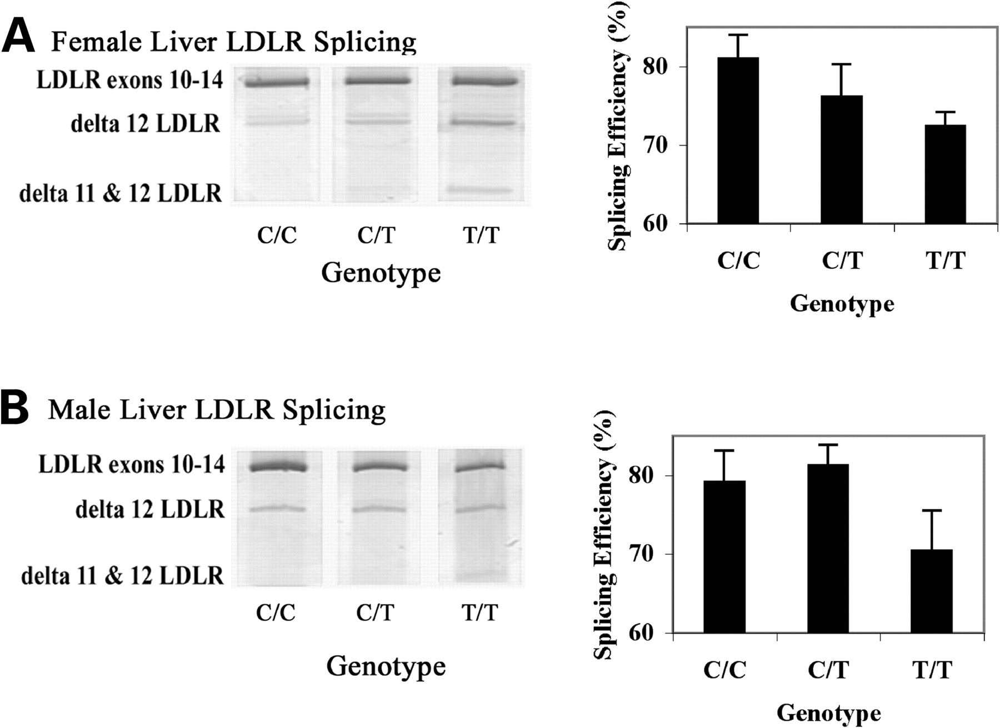 A Female Liver LDLR Splicing
LDLR exons 10-14
delta 12 LDLR
delta 11 & 12 LDLR
C/C C/T T/T
Genotype
Splicing Efficiency (%)
80
70
60
C/C C/T T/T
Genotype
B Male Liver LDLR Splicing
LDLR exons 10-14
delta 12 LDLR
delta 11 & 12 LDLR
C/C C/T T/T
Genotype
Splicing Efficiency (%)
80
70
60
C/C C/T T/T
Genotype